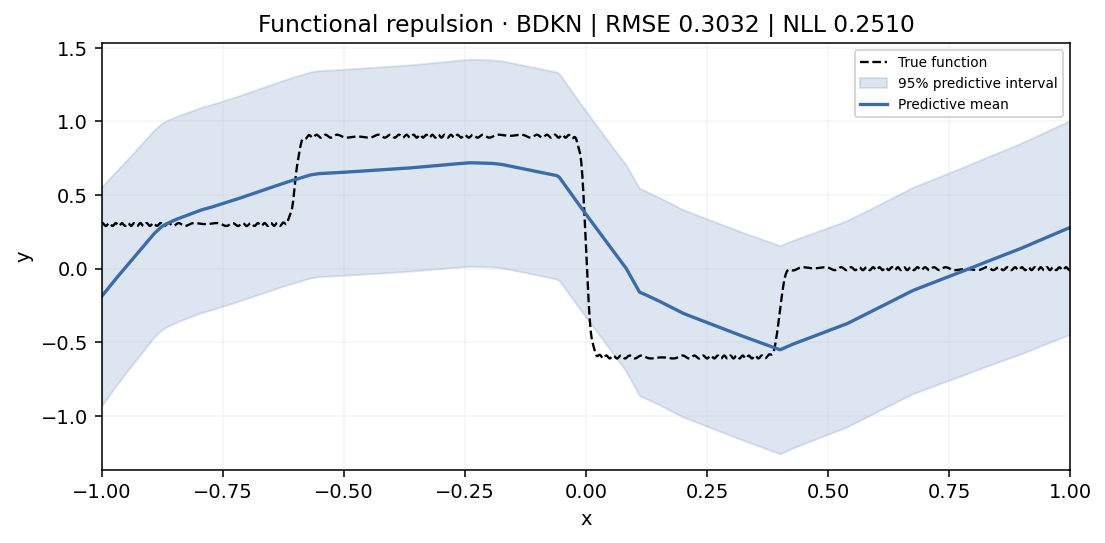 Functional repulsion · BDKN | RMSE 0.3032 | NLL 0.2510
True function
95% predictive interval
Predictive mean
1.5
1.0
0.5
0.0
−0.5
−1.0
y
−1.00 −0.75 −0.50 −0.25 0.00 0.25 0.50 0.75 1.00
x